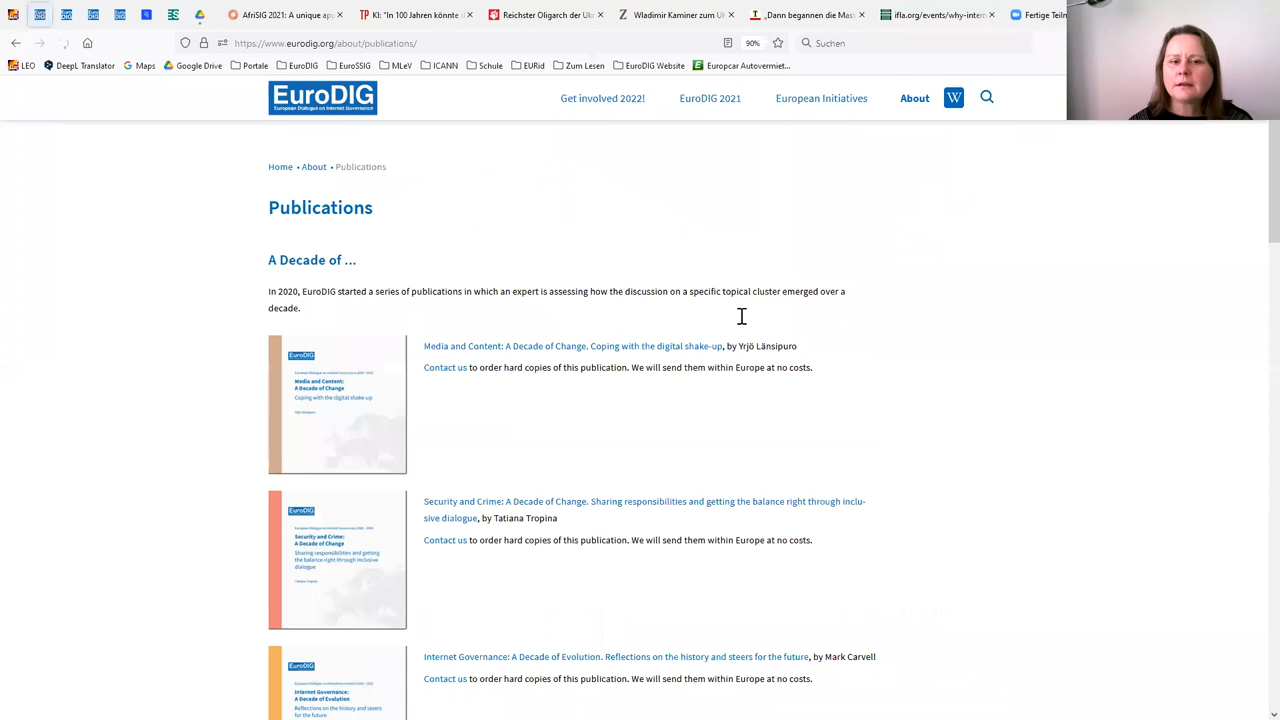 AfriSIG 2021: A unique app
KI: "In 100 Jahren könnte d
Reichster Oligarch der Ukr
Wladimir Kaminer zum Uk
„Dann begannen die Mona
ifla.org/events/why-inter
Fertige Teiln
https://www.eurodig.org/about/publications/
90%
Suchen
LEO
DeepL Translator
Maps
Google Drive
Portale
EuroDIG
EuroSSIG
MLeV
ICANN
Schule
EURid
Zum Lesen
EuroDIG Website
Europcar Autovermiet...
EuroDIG
European Dialogue on Internet Governance
Get involved 2022!
EuroDIG 2021
European Initiatives
About
W
Home • About • Publications
Publications
A Decade of ...
In 2020, EuroDIG started a series of publications in which an expert is assessing how the discussion on a specific topical cluster emerged over a
decade.
EuroDIG
Media and Content:
A Decade of Change
Coping with the digital shake-up
Yrjö Länsipuro
Media and Content: A Decade of Change. Coping with the digital shake-up, by Yrjö Länsipuro
Contact us to order hard copies of this publication. We will send them within Europe at no costs.
EuroDIG
Security and Crime:
A Decade of Change
Sharing responsibilities and getting
the balance right through inclusive
dialogue
Tatiana Tropina
Security and Crime: A Decade of Change. Sharing responsibilities and getting the balance right through inclu-
sive dialogue, by Tatiana Tropina
Contact us to order hard copies of this publication. We will send them within Europe at no costs.
EuroDIG
Internet Governance:
A Decade of Evolution
Reflections on the history and steers
for the future
Internet Governance: A Decade of Evolution. Reflections on the history and steers for the future, by Mark Carvell
Contact us to order hard copies of this publication. We will send them within Europe at no costs.